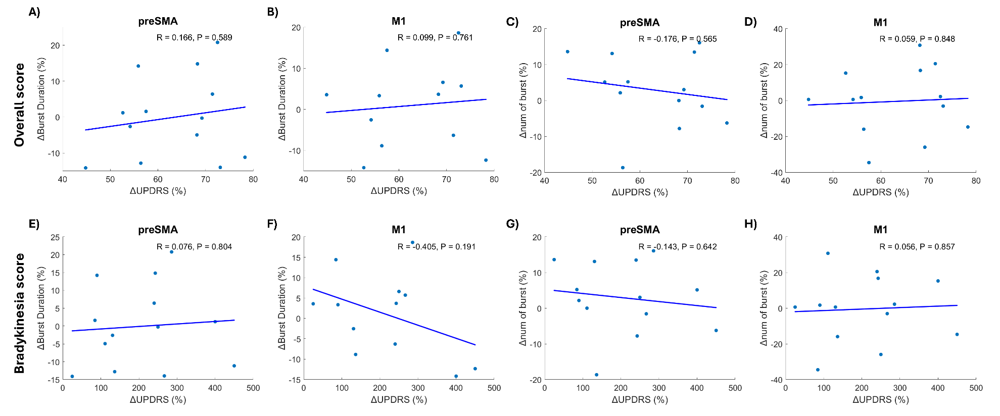 Overall score
A)
preSMA
R = 0.166, P = 0.589
ΔBurst Duration (%)
20
10
0
-10
40 50 60 70 80
ΔUPDRS (%)
B)
M1
R = 0.099, P = 0.761
ΔBurst Duration (%)
20
10
0
-10
40 50 60 70 80
ΔUPDRS (%)
C)
preSMA
R = -0.176, P = 0.565
Δnum of burst (%)
20
10
0
-10
-20
40 50 60 70 80
ΔUPDRS (%)
D)
M1
R = 0.059, P = 0.848
Δnum of burst (%)
40
20
0
-20
-40
40 50 60 70 80
ΔUPDRS (%)
Bradykinesia score
E)
preSMA
R = 0.076, P = 0.804
ΔBurst Duration (%)
25
20
15
10
5
0
-5
-10
-15
0 100 200 300 400 500
ΔUPDRS (%)
F)
M1
R = -0.405, P = 0.191
ΔBurst Duration (%)
20
15
10
5
0
-5
-10
-15
0 100 200 300 400 500
ΔUPDRS (%)
G)
preSMA
R = -0.143, P = 0.642
Δnum of burst (%)
20
10
0
-10
-20
0 100 200 300 400 500
ΔUPDRS (%)
H)
M1
R = 0.056, P = 0.857
Δnum of burst (%)
40
20
0
-20
-40
0 100 200 300 400 500
ΔUPDRS (%)